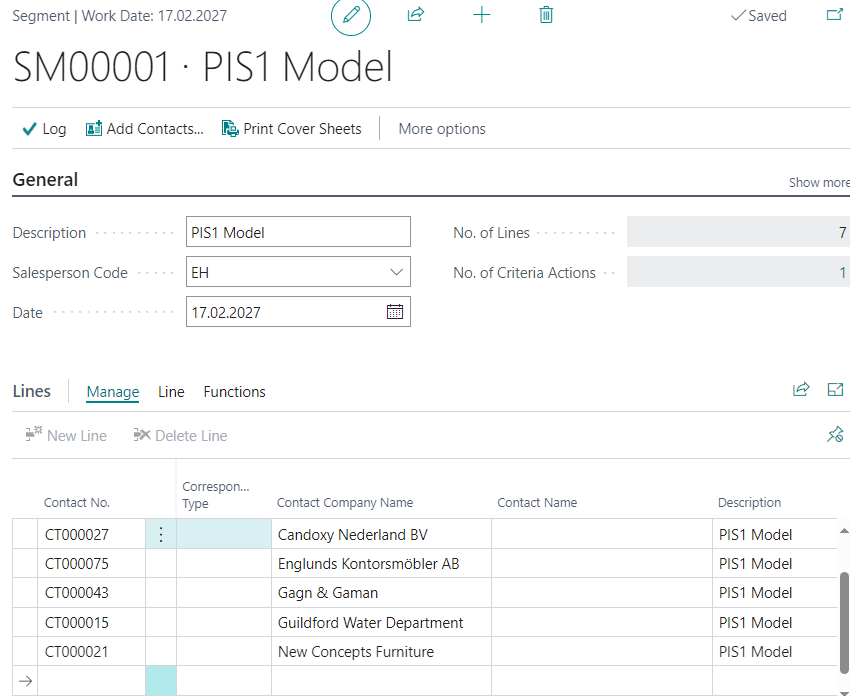 Segment | Work Date: 17.02.2027
Saved
SM00001 · PIS1 Model
Log Add Contacts... Print Cover Sheets More options
General Show more
Description PIS1 Model No. of Lines 7
Salesperson Code EH No. of Criteria Actions 1
Date 17.02.2027
Lines Manage Line Functions
New Line Delete Line
Contact No. Correspon... Type Contact Company Name Contact Name Description
CT000027 Candoxy Nederland BV PIS1 Model
CT000075 Englunds Kontorsmöbler AB PIS1 Model
CT000043 Gagn & Gaman PIS1 Model
CT000015 Guildford Water Department PIS1 Model
CT000021 New Concepts Furniture PIS1 Model